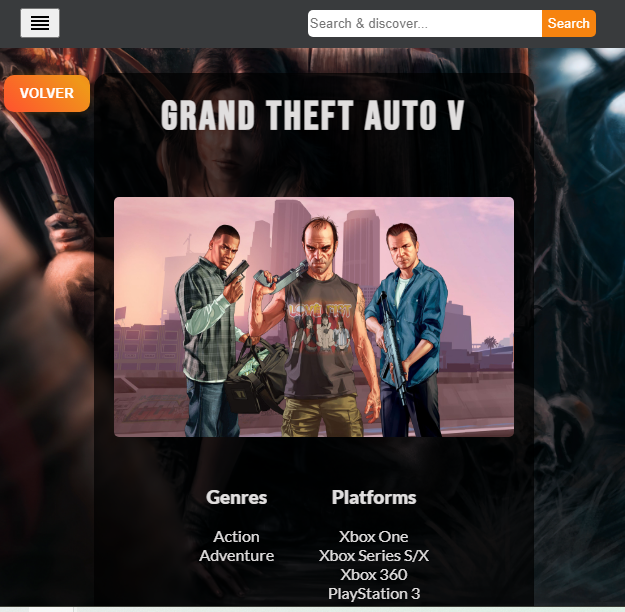 Search & discover...
Search
VOLVER
GRAND THEFT AUTO V
Genres
Action
Adventure
Platforms
Xbox One
Xbox Series S/X
Xbox 360
PlayStation 3